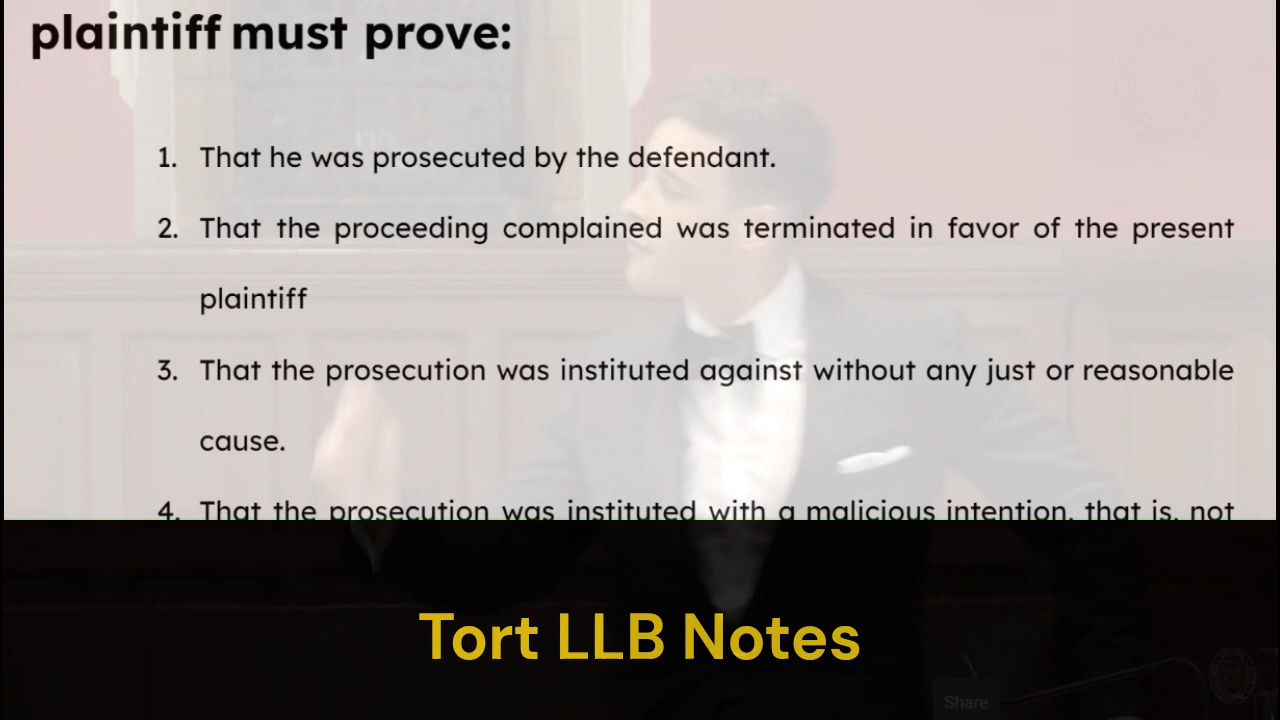 plaintiff must prove:
1. That he was prosecuted by the defendant.
2. That the proceeding complained was terminated in favor of the present
plaintiff
3. That the prosecution was instituted against without any just or reasonable
cause.
4. That the prosecution was instituted with a malicious intention, that is, not
Tort LLB Notes
Share